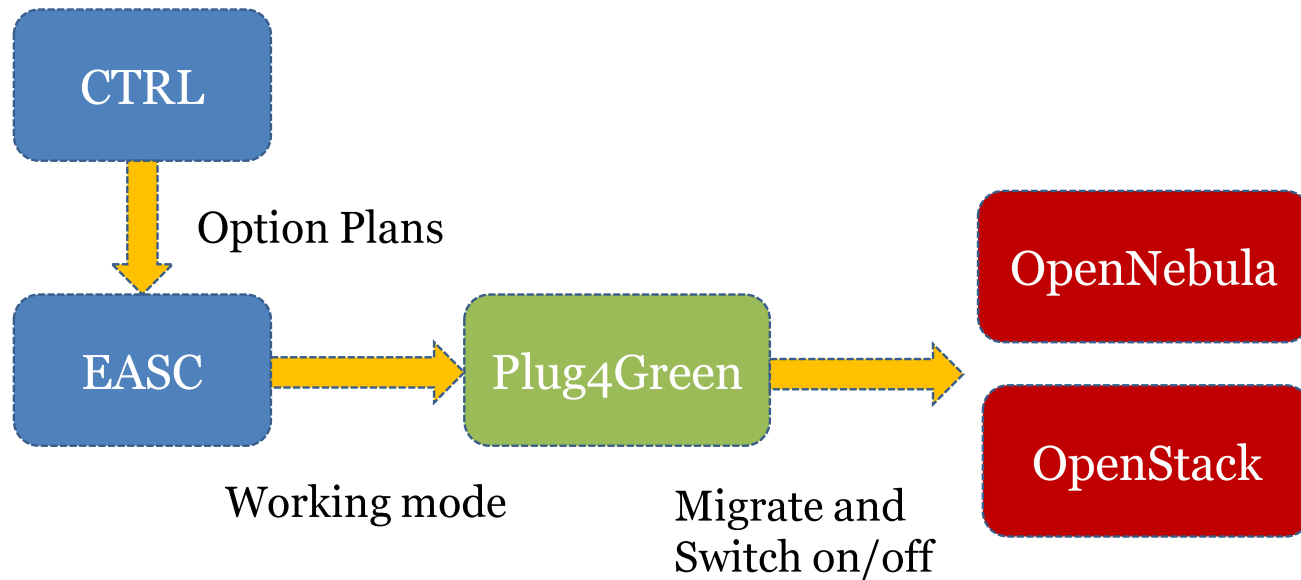 CTRL
Option Plans
OpenNebula
EASC
Plug4Green
OpenStack
Working mode
Migrate and
Switch on/off